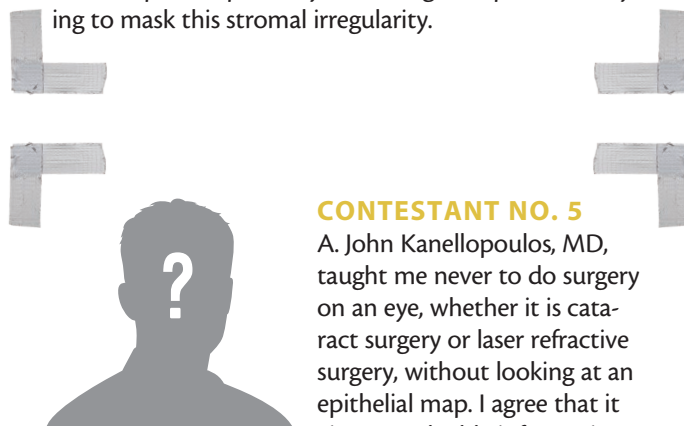 ing to mask this stromal irregularity.
?
CONTESTANT NO. 5
A. John Kanellopoulos, MD,
taught me never to do surgery
on an eye, whether it is cata-
ract surgery or laser refractive
surgery, without looking at an
epithelial map. I agree that it